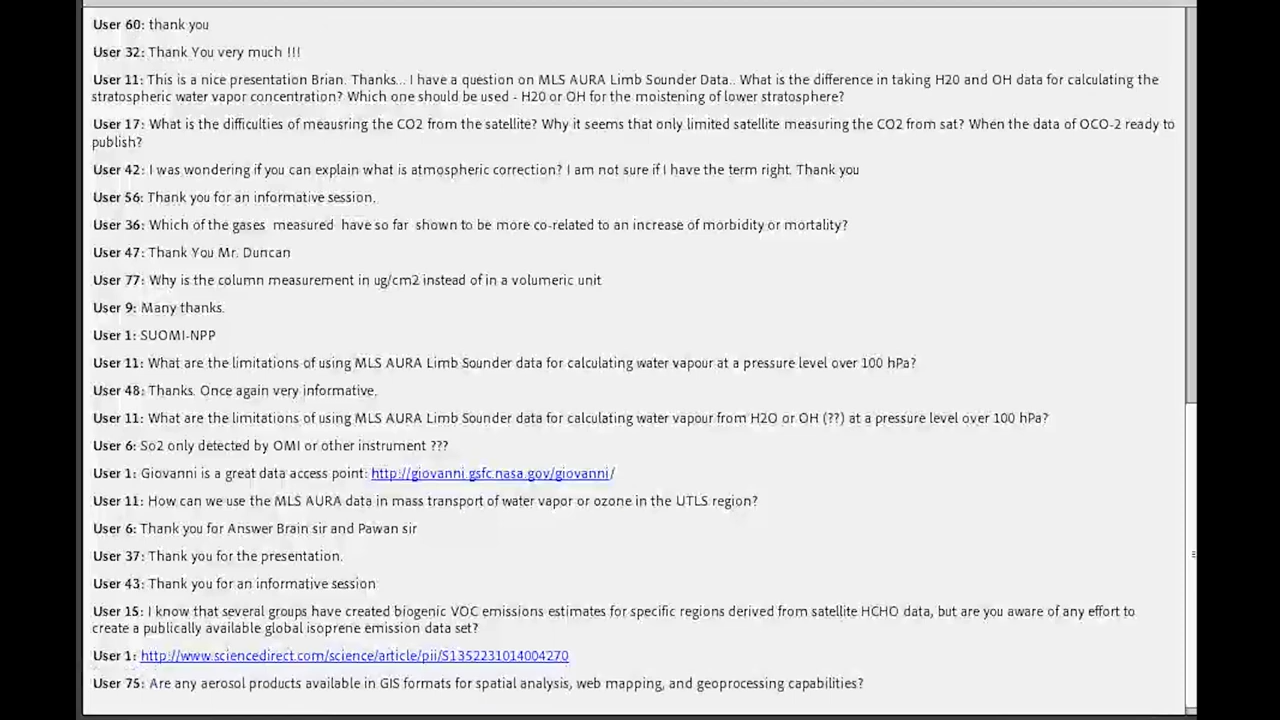 User 60: thank you
User 32: Thank You very much !!!
User 11: This is a nice presentation Brian. Thanks... I have a question on MLS AURA Limb Sounder Data.. What is the difference in taking H20 and OH data for calculating the
stratospheric water vapor concentration? Which one should be used - H20 or OH for the moistening of lower stratosphere?
User 17: What is the difficulties of meausring the CO2 from the satellite? Why it seems that only limited satellite measuring the CO2 from sat? When the data of OCO-2 ready to
publish?
User 42: I was wondering if you can explain what is atmospheric correction? I am not sure if I have the term right. Thank you
User 56: Thank you for an informative session.
User 36: Which of the gases measured have so far shown to be more co-related to an increase of morbidity or mortality?
User 47: Thank You Mr. Duncan
User 77: Why is the column measurement in ug/cm2 instead of in a volumeric unit
User 9: Many thanks.
User 1: SUOMI-NPP
User 11: What are the limitations of using MLS AURA Limb Sounder data for calculating water vapour at a pressure level over 100 hPa?
User 48: Thanks. Once again very informative.
User 11: What are the limitations of using MLS AURA Limb Sounder data for calculating water vapour from H2O or OH (??) at a pressure level over 100 hPa?
User 6: So2 only detected by OMI or other instrument ???
User 1: Giovanni is a great data access point: http://giovanni.gsfc.nasa.gov/giovanni/
User 11: How can we use the MLS AURA data in mass transport of water vapor or ozone in the UTLS region?
User 6: Thank you for Answer Brain sir and Pawan sir
User 37: Thank you for the presentation.
User 43: Thank you for an informative session
User 15: I know that several groups have created biogenic VOC emissions estimates for specific regions derived from satellite HCHO data, but are you aware of any effort to
create a publically available global isoprene emission data set?
User 1: http://www.sciencedirect.com/science/article/pii/S1352231014004270
User 75: Are any aerosol products available in GIS formats for spatial analysis, web mapping, and geoprocessing capabilities?